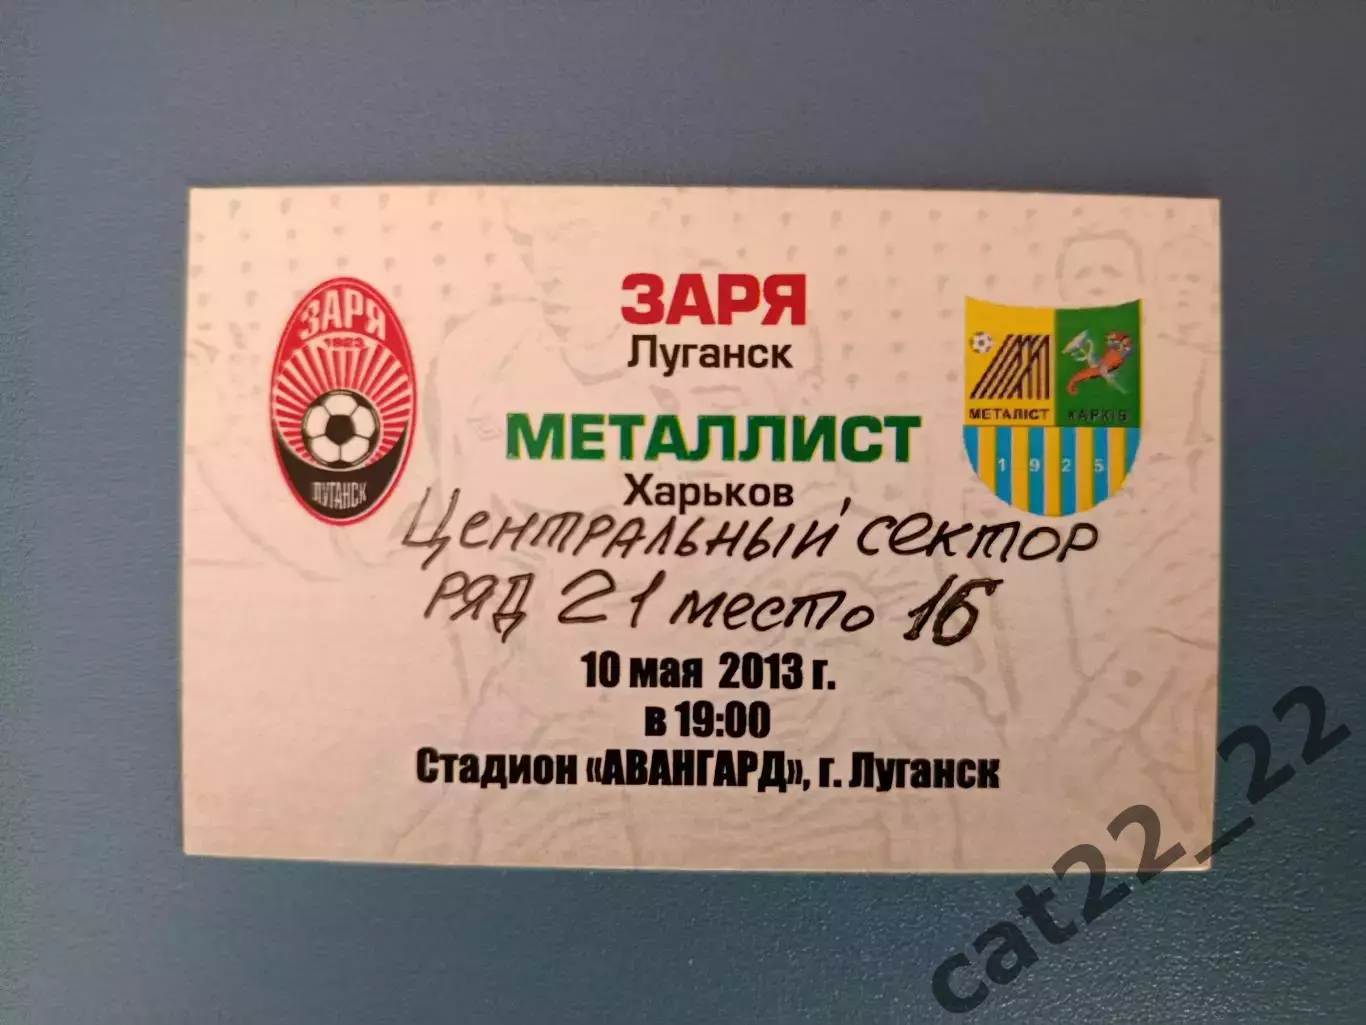 ЗАРЯ
Луганск
МЕТАЛЛИСТ
Харьков
ЗАРЯ
1923
ЛУГАНСК
МЕТАЛІСТ ХАРКІВ
1925
Центральный сектор
ряд 21 место 16
10 мая 2013 г.
в 19:00
Стадион «АВАНГАРД», г. Луганск
cat22_22